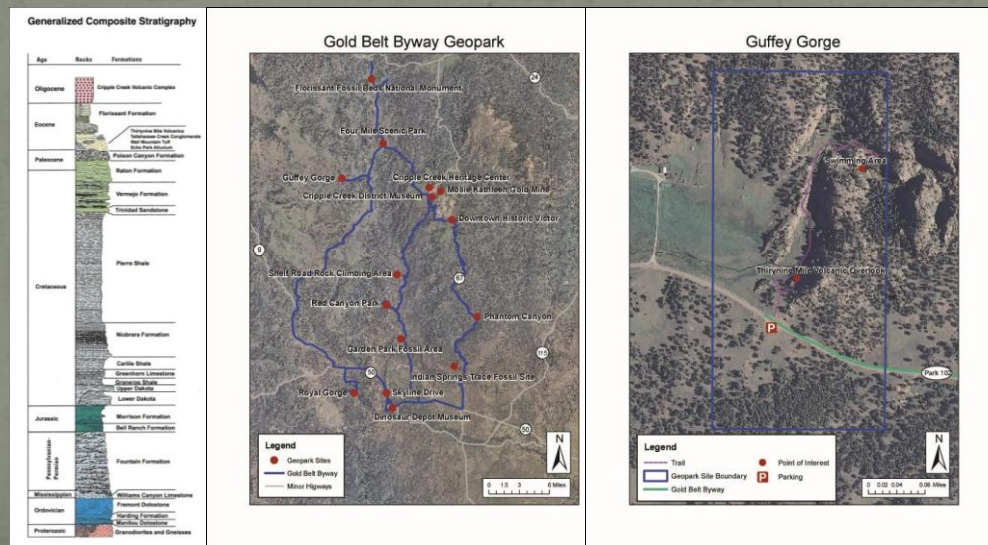 Generalized Composite Stratigraphy
Age Rocks Formations
Oligocene
Cripple Creek Volcanic Complex
Eocene
Florissant Formation
Thirtynine Mile Volcanics
Tallahassee Creek Conglomerate
Wall Mountain Tuff
Echo Park Alluvium
Paleocene
Poison Canyon Formation
Raton Formation
Cretaceous
Vermejo Formation
Trinidad Sandstone
Pierre Shale
Niobrara Formation
Carlile Shale
Greenhorn Limestone
Graneros Shale
Upper Dakota
Lower Dakota
Jurassic
Morrison Formation
Bell Ranch Formation
Pennsylvanian-
Permian
Fountain Formation
Mississippian
Williams Canyon Limestone
Ordovician
Fremont Dolostone
Harding Formation
Manitou Dolostone
Proterozoic
Granodiorites and Gneisses
Gold Belt Byway Geopark
24
Florissant Fossil Beds National Monument
Four Mile Scenic Park
Guffey Gorge
Cripple Creek Heritage Center
Mollie Kathleen Gold Mine
Cripple Creek District Museum
Downtown Historic Victor
9
Shelf Road Rock Climbing Area
67
Red Canyon Park
Phantom Canyon
Garden Park Fossil Area
115
Indian Springs Trace Fossil Site
50
Royal Gorge
Skyline Drive
Dinosaur Depot Museum
50
Legend
Geopark Sites
Gold Belt Byway
Minor Higways
N
0 1.5 3 6 Miles
Guffey Gorge
Swimming Area
Thirynine Mile Volcanic Overlook
P
Park 102
Legend
Trail
Point of Interest
Geopark Site Boundary
P Parking
Gold Belt Byway
N
0 0.02 0.04 0.08 Miles